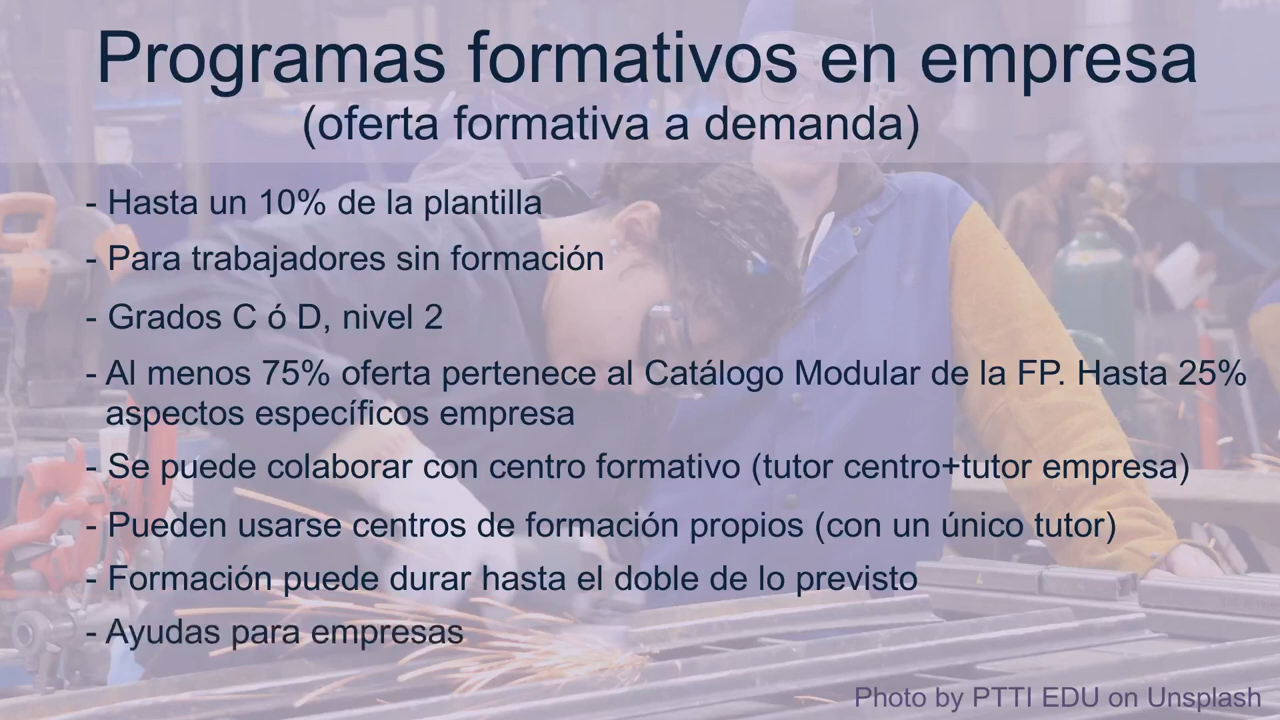 Programas formativos en empresa
(oferta formativa a demanda)
- Hasta un 10% de la plantilla
- Para trabajadores sin formación
- Grados C ó D, nivel 2
- Al menos 75% oferta pertenece al Catálogo Modular de la FP. Hasta 25%
aspectos específicos empresa
- Se puede colaborar con centro formativo (tutor centro+tutor empresa)
- Pueden usarse centros de formación propios (con un único tutor)
- Formación puede durar hasta el doble de lo previsto
- Ayudas para empresas
Photo by PTTI EDU on Unsplash